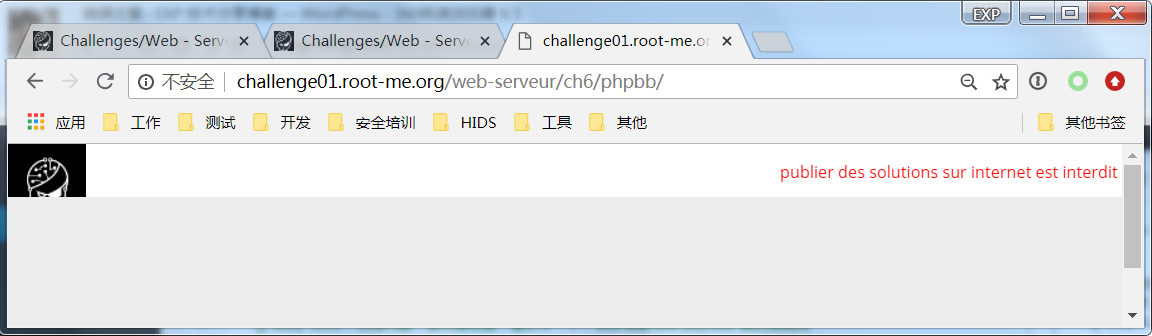 EXP
Challenges/Web - Serve
Challenges/Web - Serve
challenge01.root-me.or
不安全 challenge01.root-me.org/web-serveur/ch6/phpbb/
应用 工作 测试 开发 安全培训 HIDS 工具 其他 其他书签
publier des solutions sur internet est interdit